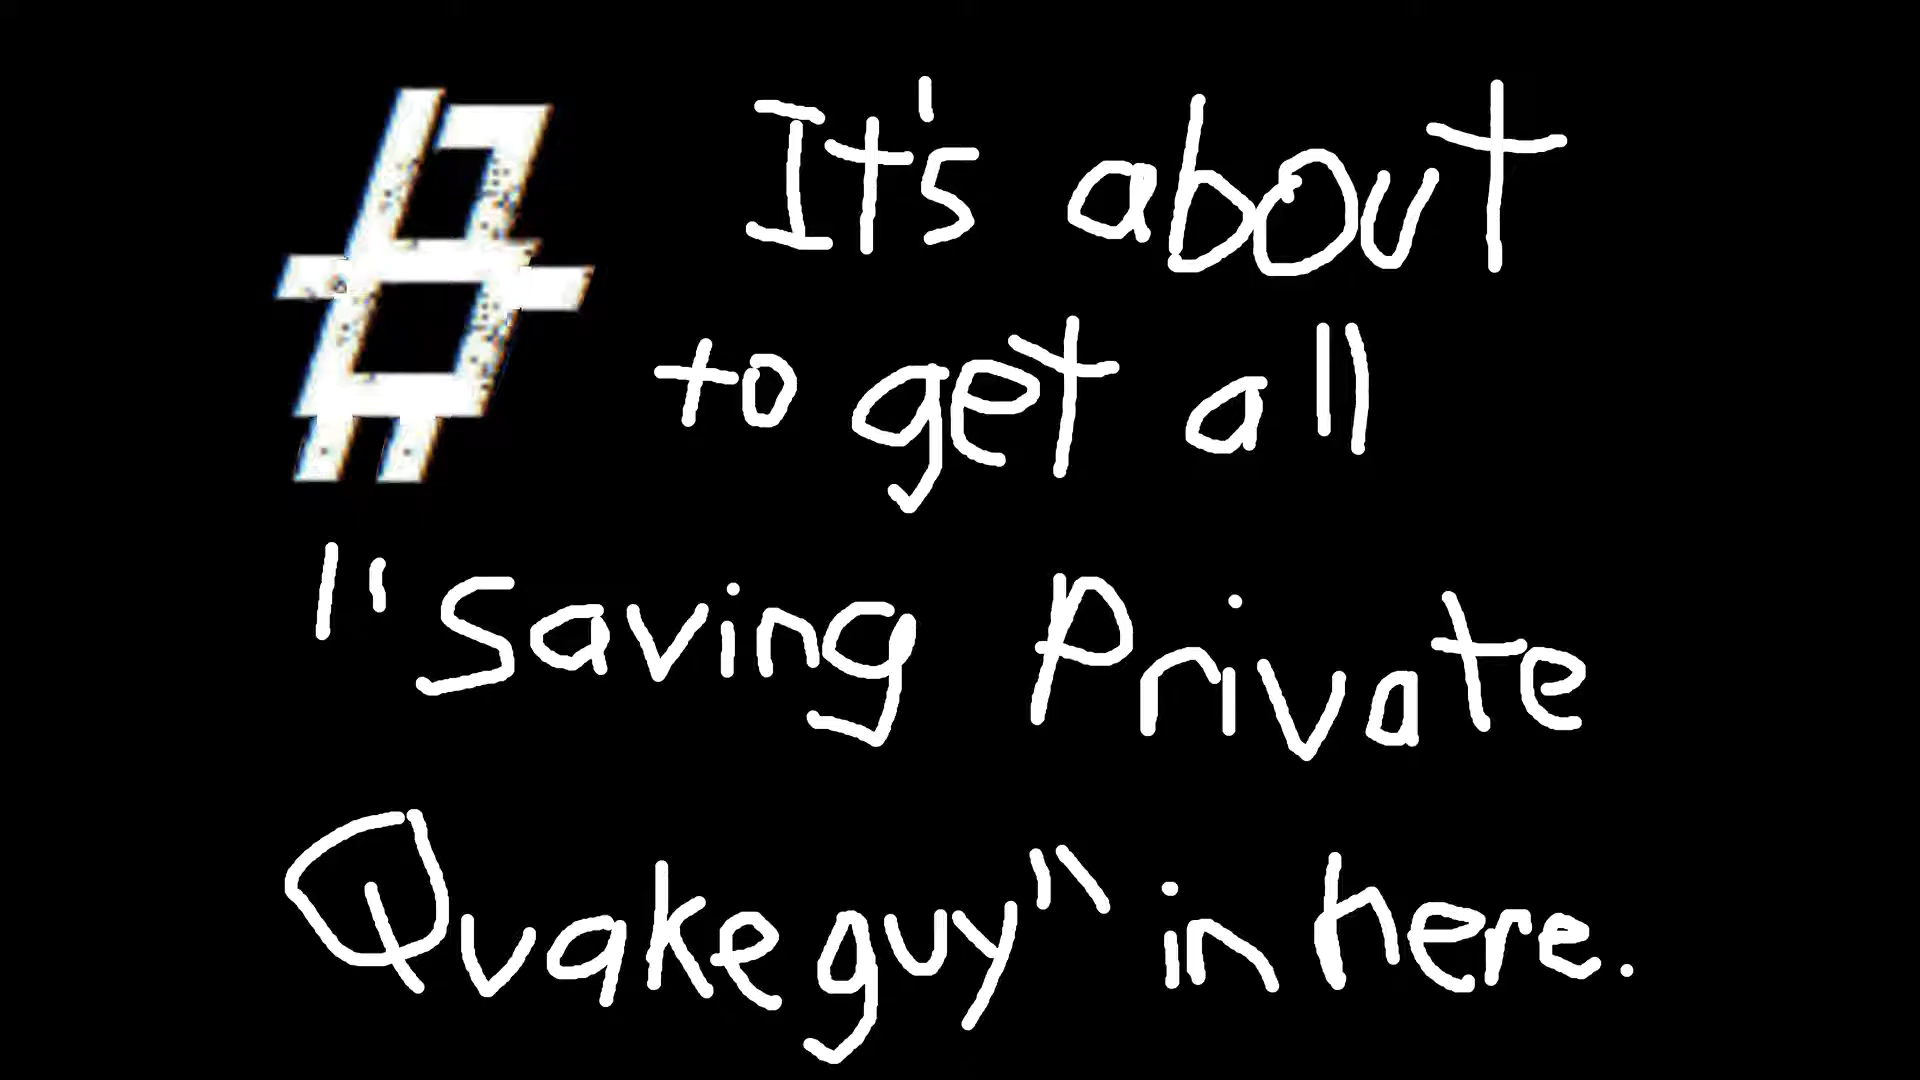 It's about
to get all
"Saving Private
Quakeguy" in here.